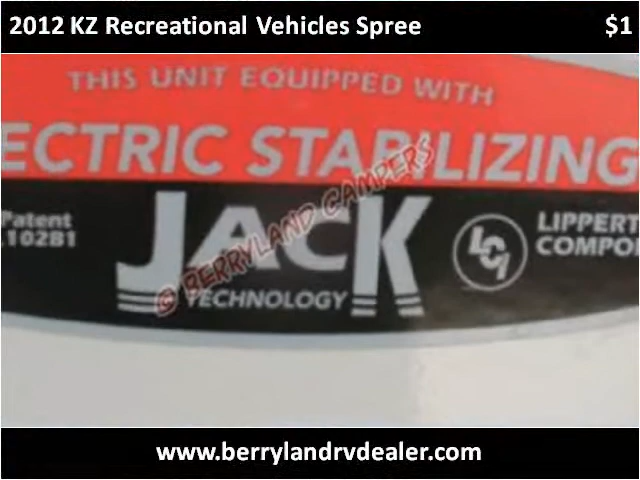 2012 KZ Recreational Vehicles Spree $1
THIS UNIT EQUIPPED WITH
ECTRIC STABILIZING
Patent
102B1
JACK
TECHNOLOGY
LCI
LIPPERT
COMPO
© BERRYLAND CAMPERS
www.berrylandrvdealer.com